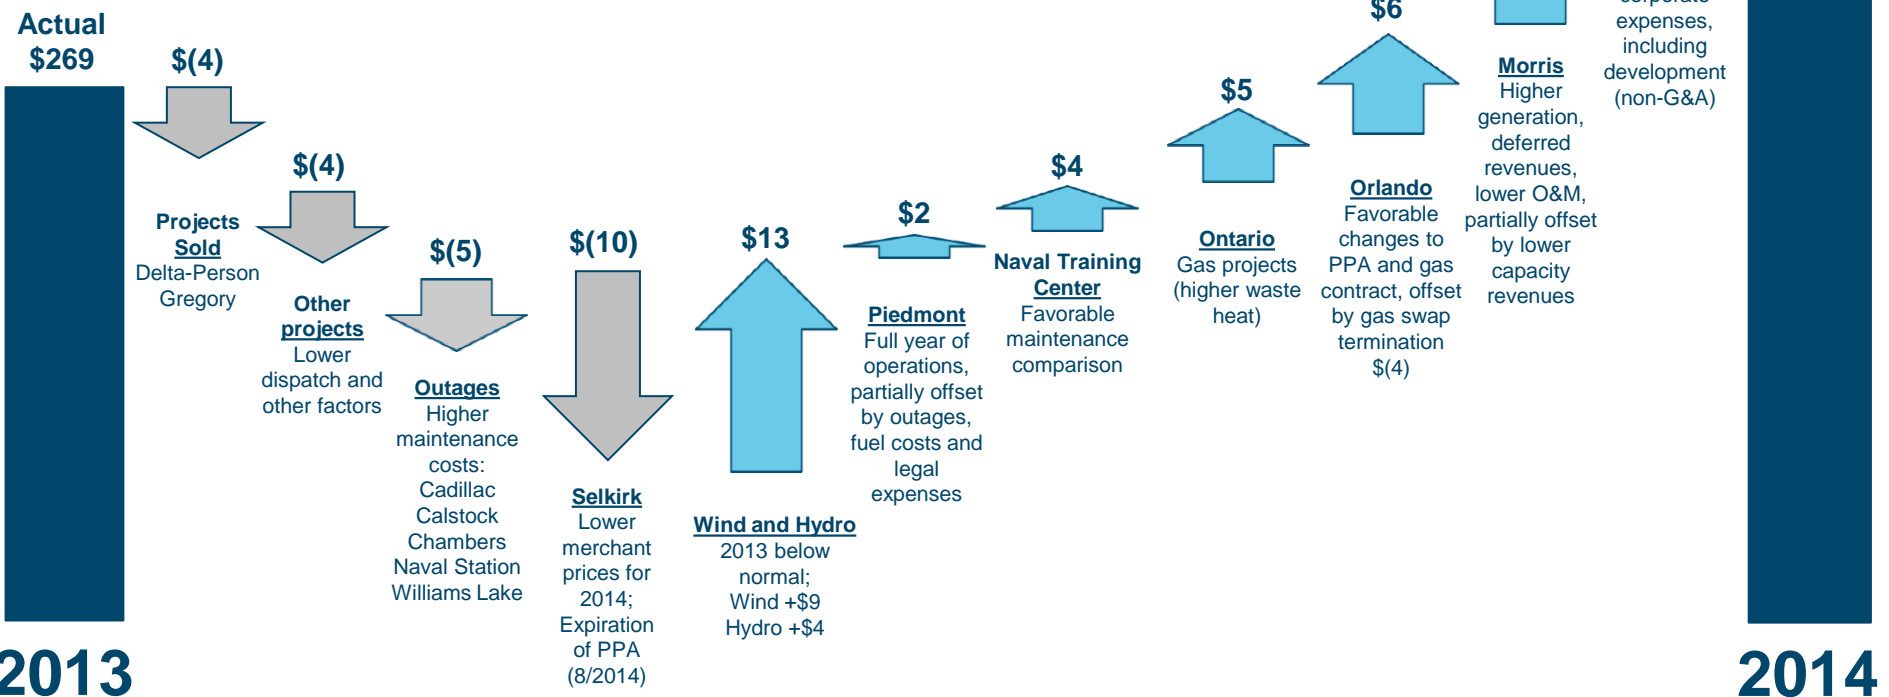 Actual
$269
$(4)
Projects
Sold
Delta-Person
Gregory
$(4)
Other
projects
Lower
dispatch and
other factors
$(5)
Outages
Higher
maintenance
costs:
Cadillac
Calstock
Chambers
Naval Station
Williams Lake
$(10)
Selkirk
Lower
merchant
prices for
2014;
Expiration
of PPA
(8/2014)
$13
Wind and Hydro
2013 below
normal;
Wind +$9
Hydro +$4
$2
Piedmont
Full year of
operations,
partially offset
by outages,
fuel costs and
legal
expenses
$4
Naval Training
Center
Favorable
maintenance
comparison
$5
Ontario
Gas projects
(higher waste
heat)
$6
Orlando
Favorable
changes to
PPA and gas
contract, offset
by gas swap
termination
$(4)
Morris
Higher
generation,
deferred
revenues,
lower O&M,
partially offset
by lower
capacity
revenues
corporate
expenses,
including
development
(non-G&A)
2013
2014